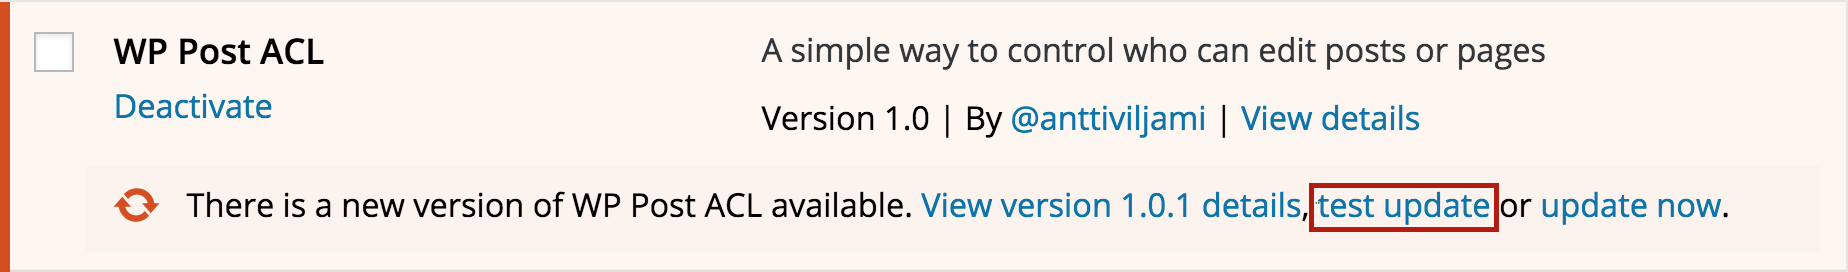 WP Post ACL
Deactivate
A simple way to control who can edit posts or pages
Version 1.0 | By @anttiviljami | View details
There is a new version of WP Post ACL available. View version 1.0.1 details, test update or update now.